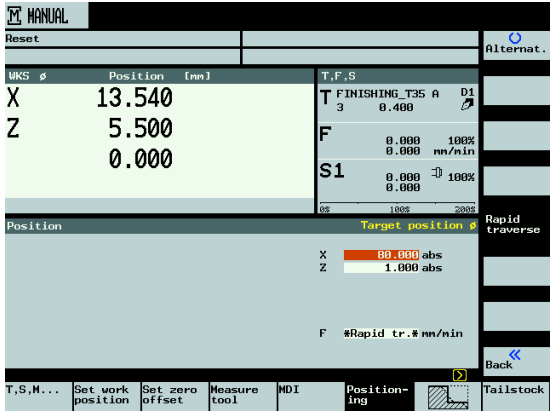 M MANUAL
Reset
Alternat.
WKS ø Position [mm]
T,F,S
X 13.540
Z 5.500
0.000
T FINISHING_T35 A D1
3 0.400
F 0.000 100%
0.000 mm/min
S1 0.000 100%
0.000
0% 100% 200%
Rapid
traverse
Position
Target position ø
X 80.000 abs
Z 1.000 abs
F *Rapid tr.* mm/min
Back
T,S,M...
Set work
position
Set zero
offset
Measure
tool
MDI
Position-
ing
Tailstock